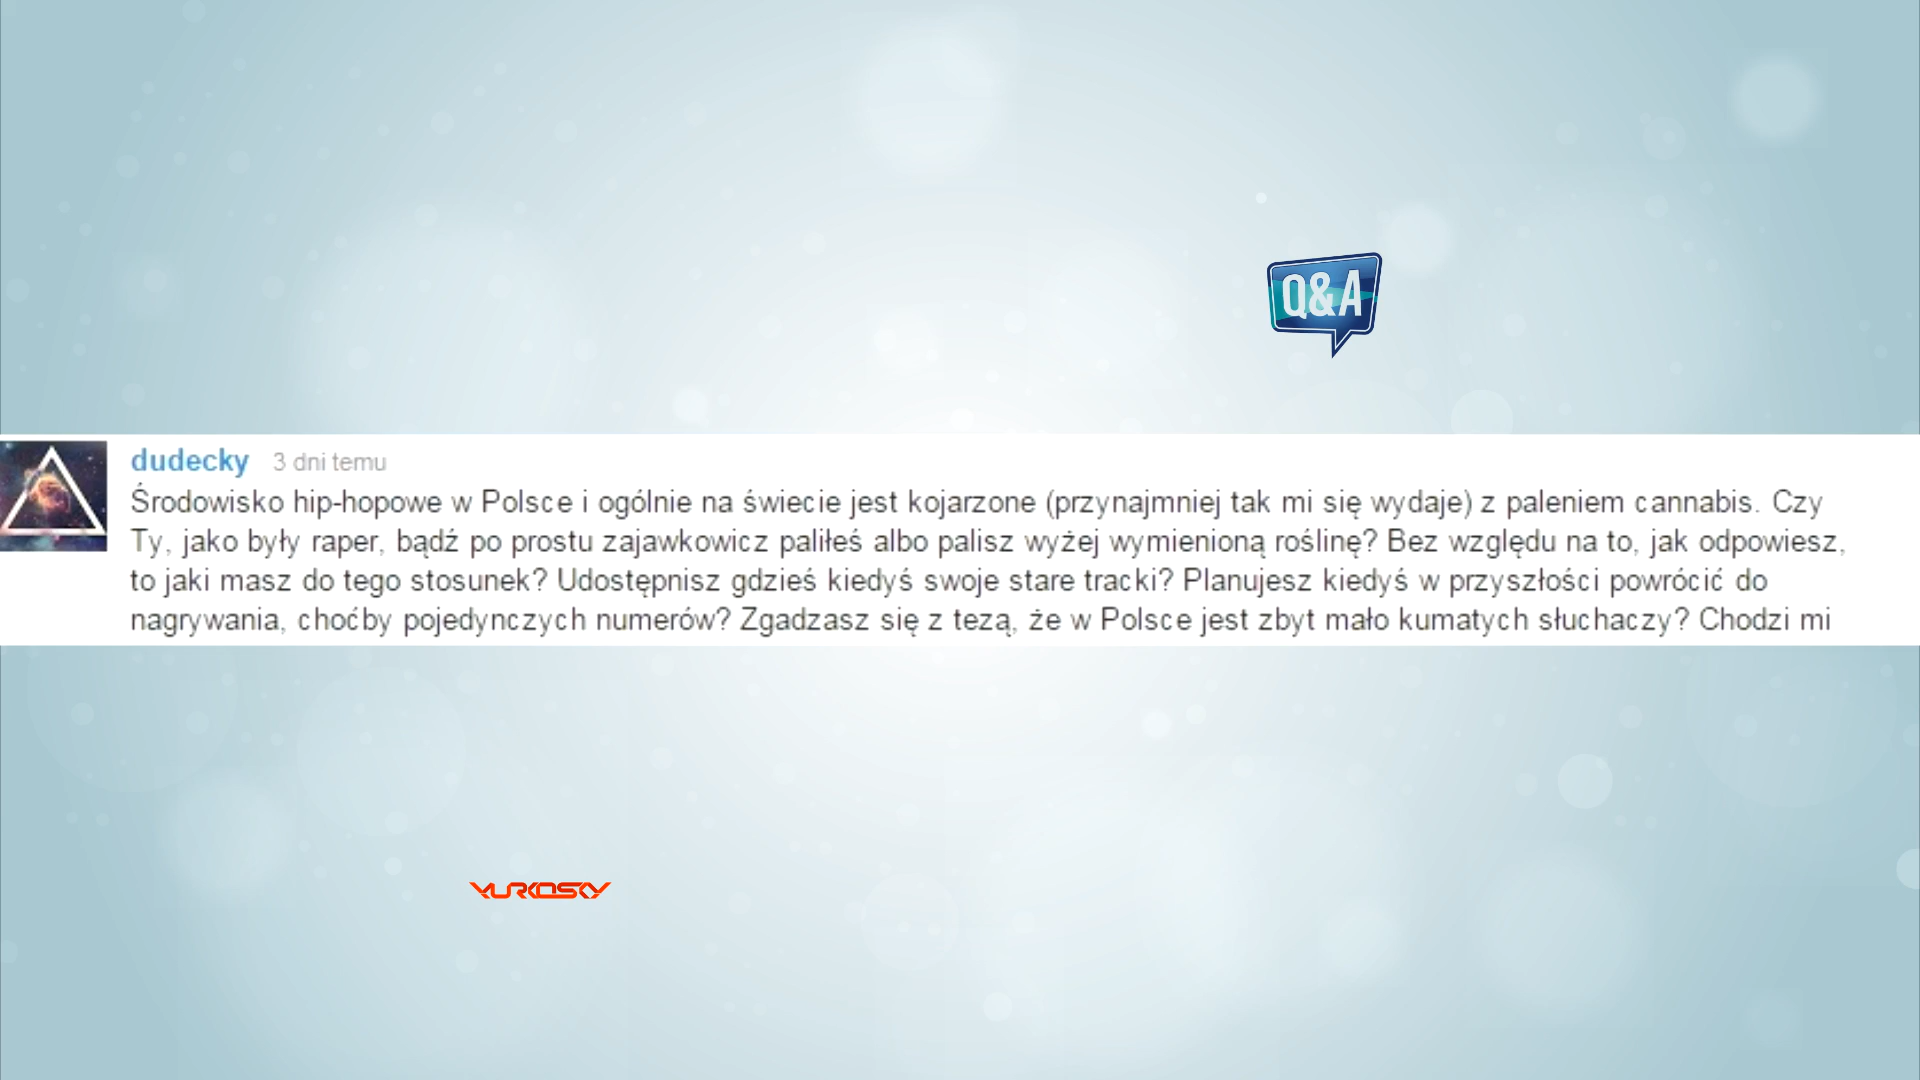 Q&A
dudecky 3 dni temu
Środowisko hip-hopowe w Polsce i ogólnie na świecie jest kojarzone (przynajmniej tak mi się wydaje) z paleniem cannabis. Czy
Ty, jako były raper, bądź po prostu zajawkowicz paliłeś albo palisz wyżej wymienioną roślinę? Bez względu na to, jak odpowiesz,
to jaki masz do tego stosunek? Udostępnisz gdzieś kiedyś swoje stare tracki? Planujesz kiedyś w przyszłości powrócić do
nagrywania, choćby pojedynczych numerów? Zgadzasz się z tezą, że w Polsce jest zbyt mało kumatych słuchaczy? Chodzi mi
YURKOSKY